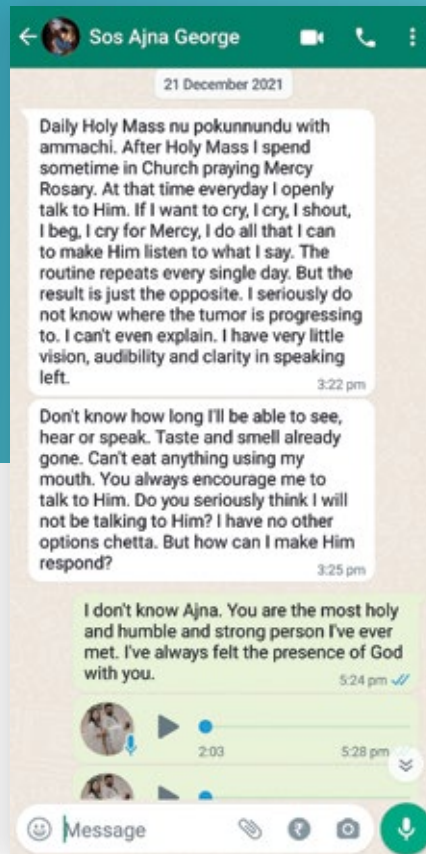 Sos Ajna George
21 December 2021
Daily Holy Mass nu pokunnundu with
ammachi. After Holy Mass I spend
sometime in Church praying Mercy
Rosary. At that time everyday I openly
talk to Him. If I want to cry, I cry, I shout,
I beg, I cry for Mercy, I do all that I can
to make Him listen to what I say. The
routine repeats every single day. But the
result is just the opposite. I seriously do
not know where the tumor is progressing
to. I can't even explain. I have very little
vision, audibility and clarity in speaking
left.
3:22 pm
Don't know how long I'll be able to see,
hear or speak. Taste and smell already
gone. Can't eat anything using my
mouth. You always encourage me to
talk to Him. Do you seriously think I will
not be talking to Him? I have no other
options chetta. But how can I make Him
respond?
3:25 pm
I don't know Ajna. You are the most holy
and humble and strong person I've ever
met. I've always felt the presence of God
with you.
5:24 pm
2:03
5:28 pm
Message